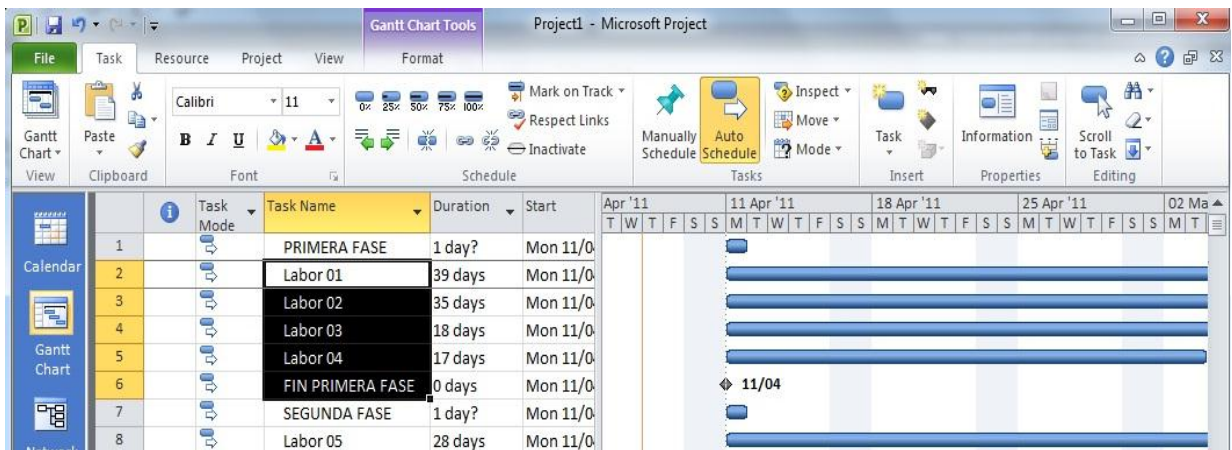 Gantt Chart Tools
Project1 - Microsoft Project
File Task Resource Project View Format
Calibri 11
0% 25% 50% 75% 100%
Mark on Track
Respect Links
Inactivate
B I U A
Inspect
Move
Mode
Gantt Chart
Paste
Manually Schedule
Auto Schedule
Task
Information
Scroll to Task
View Clipboard Font Schedule Tasks Insert Properties Editing
Task Mode Task Name Duration Start
Apr '11 11 Apr '11 18 Apr '11 25 Apr '11 02 Ma
T W T F S S M T W T F S S M T W T F S S M T W T F S S M T
1 PRIMERA FASE 1 day? Mon 11/0
Calendar
2 Labor 01 39 days Mon 11/0
3 Labor 02 35 days Mon 11/0
4 Labor 03 18 days Mon 11/0
Gantt Chart
5 Labor 04 17 days Mon 11/0
6 FIN PRIMERA FASE 0 days Mon 11/0 11/04
7 SEGUNDA FASE 1 day? Mon 11/0
8 Labor 05 28 days Mon 11/0